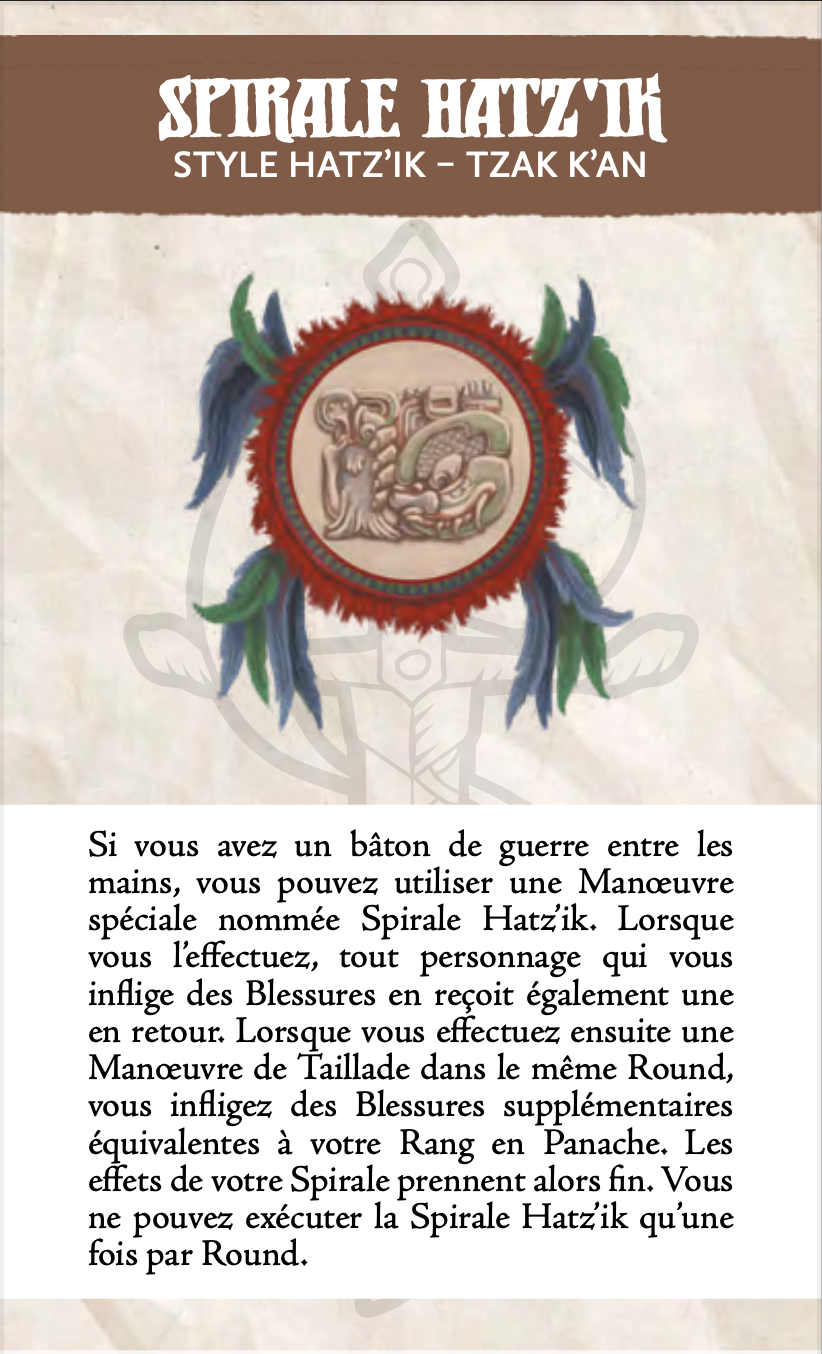 SPIRALE HATZ'IK
STYLE HATZ’IK – TZAK K’AN
Si vous avez un bâton de guerre entre les
mains, vous pouvez utiliser une Manœuvre
spéciale nommée Spirale Hatz’ik. Lorsque
vous l’effectuez, tout personnage qui vous
inflige des Blessures en reçoit également une
en retour. Lorsque vous effectuez ensuite une
Manœuvre de Taillade dans le même Round,
vous infligez des Blessures supplémentaires
équivalentes à votre Rang en Panache. Les
effets de votre Spirale prennent alors fin. Vous
ne pouvez exécuter la Spirale Hatz’ik qu’une
fois par Round.